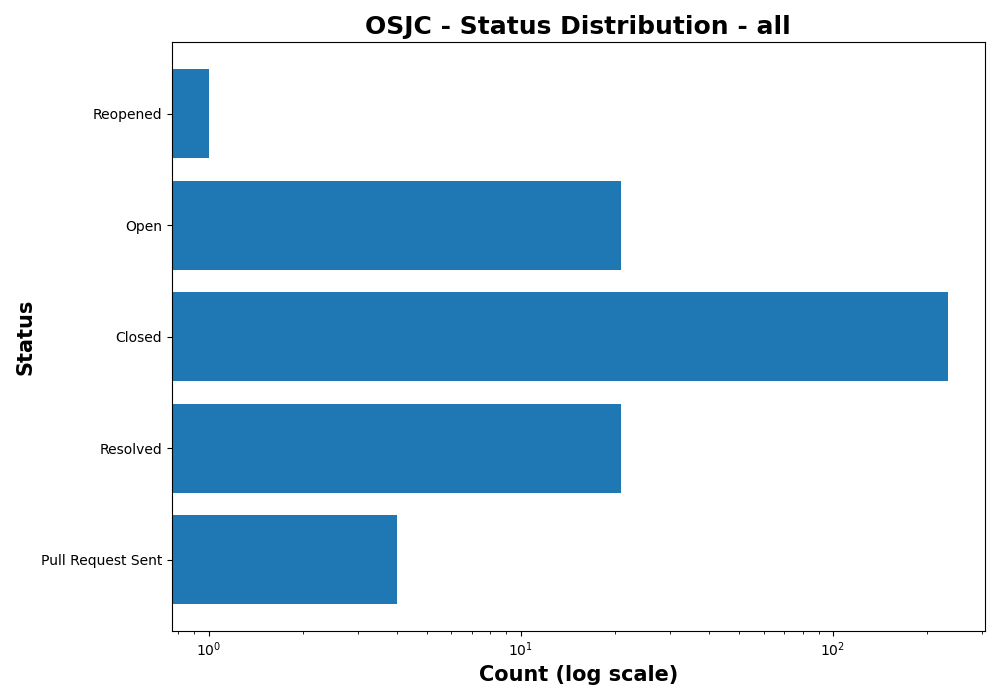 OSJC - Status Distribution - all
Reopened
Open
Closed
Resolved
Pull Request Sent
Status
10⁰
10¹
10²
Count (log scale)